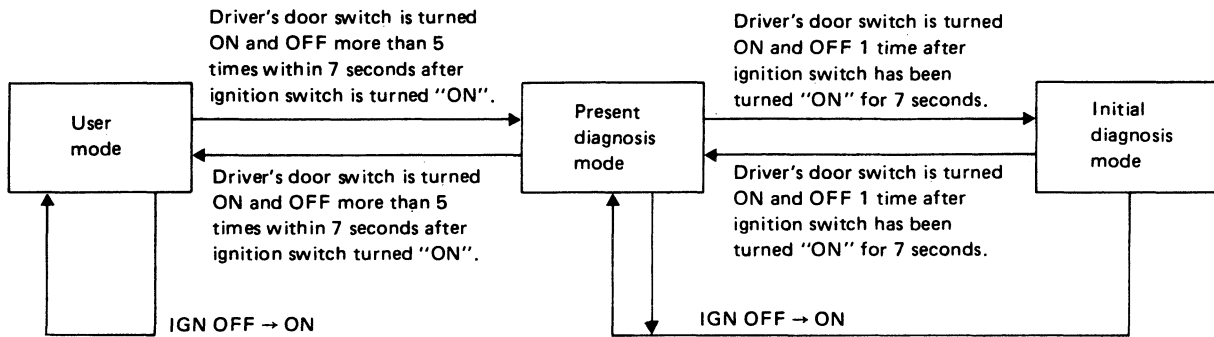 Driver's door switch is turned
ON and OFF more than 5
times within 7 seconds after
ignition switch is turned "ON".
Driver's door switch is turned
ON and OFF 1 time after
ignition switch has been
turned "ON" for 7 seconds.
User
mode
Present
diagnosis
mode
Initial
diagnosis
mode
Driver's door switch is turned
ON and OFF more than 5
times within 7 seconds after
ignition switch turned "ON".
Driver's door switch is turned
ON and OFF 1 time after
ignition switch has been
turned "ON" for 7 seconds.
IGN OFF → ON
IGN OFF → ON